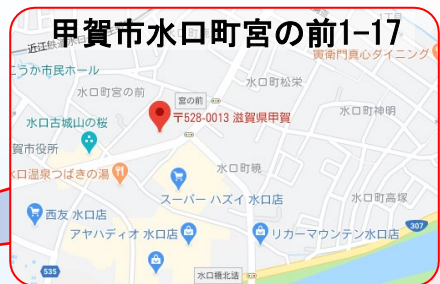 甲賀市水口町宮の前1-17
近江鉄道水口
寅衛門真心ダイニング
こうか市民ホール
水口町松栄
水口町宮の前
宮の前
水口町神明
〒528-0013 滋賀県甲賀
水口古城山の桜
賀市役所
水口町暁
水口温泉つばきの湯
水口町高塚
スーパー ハズイ 水口店
西友 水口店
アヤハディオ 水口店
リカーマウンテン水口店
307
535
水口橋北詰